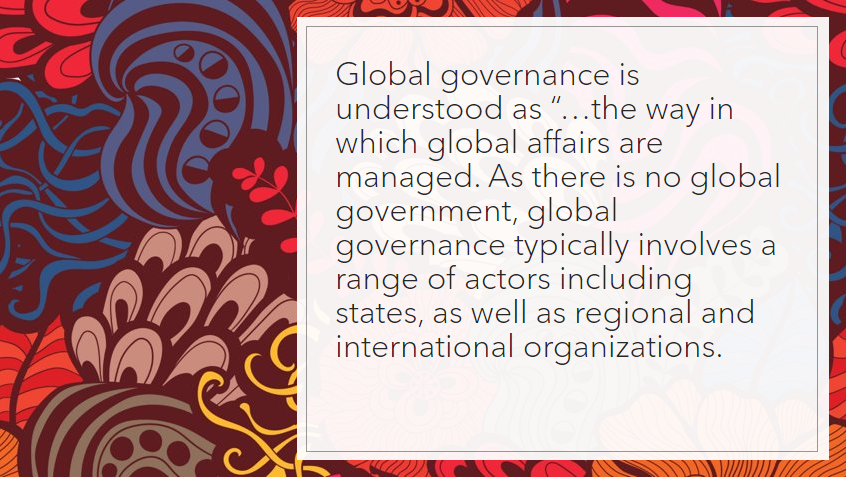 Global governance is
understood as “…the way in
which global affairs are
managed. As there is no global
government, global
governance typically involves a
range of actors including
states, as well as regional and
international organizations.